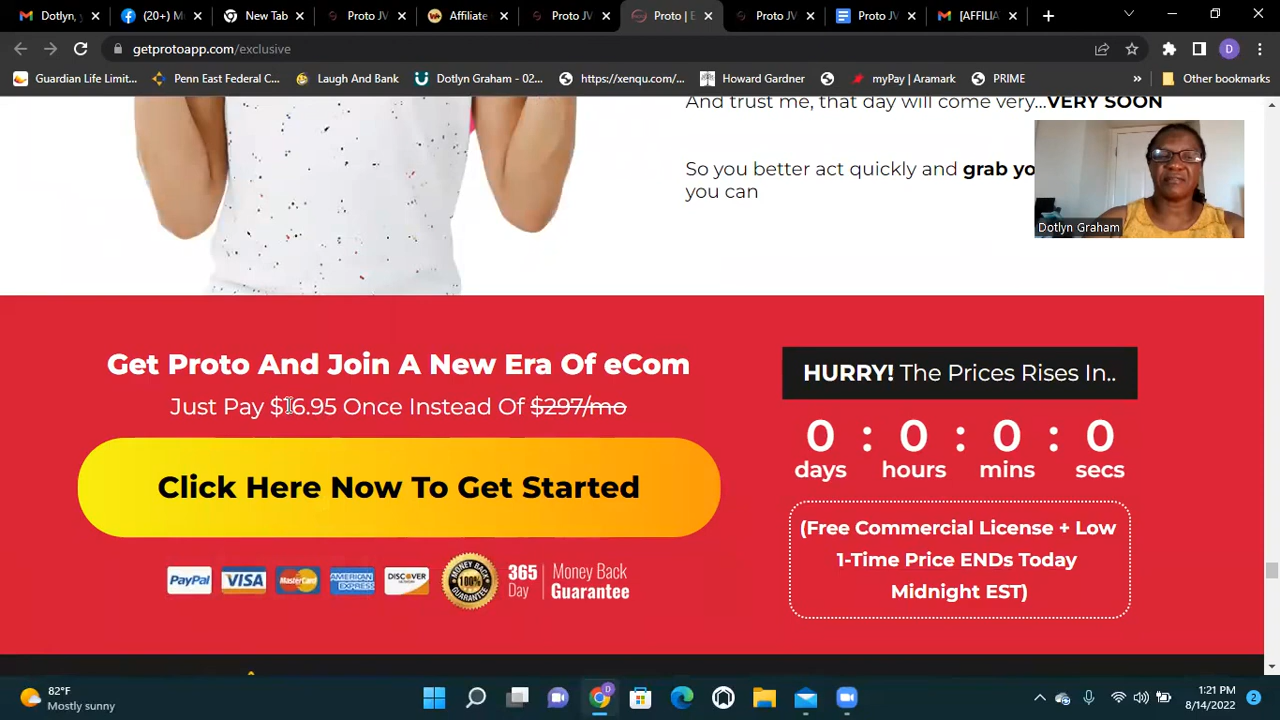 Dotlyn, y
(20+) M
New Tab
Proto JV
Affiliate
Proto JV
Proto | E
Proto JV
Proto JV
[AFFILIA
getprotoapp.com/exclusive
D
Guardian Life Limit...
Penn East Federal C...
Laugh And Bank
Dotlyn Graham - 02...
https://xenqu.com/...
Howard Gardner
myPay | Aramark
PRIME
»
Other bookmarks
And trust me, that day will come very...VERY SOON
So you better act quickly and grab yo
you can
Dotlyn Graham
Get Proto And Join A New Era Of eCom
Just Pay $16.95 Once Instead Of $297/mo
Click Here Now To Get Started
PayPal
VISA
MasterCard
AMERICAN EXPRESS
DISCOVER
MONEY BACK
100%
GUARANTEE
365 Day
Money Back
Guarantee
HURRY! The Prices Rises In..
0 : 0 : 0 : 0
days hours mins secs
(Free Commercial License + Low
1-Time Price ENDs Today
Midnight EST)
82°F
Mostly sunny
1:21 PM
8/14/2022
2